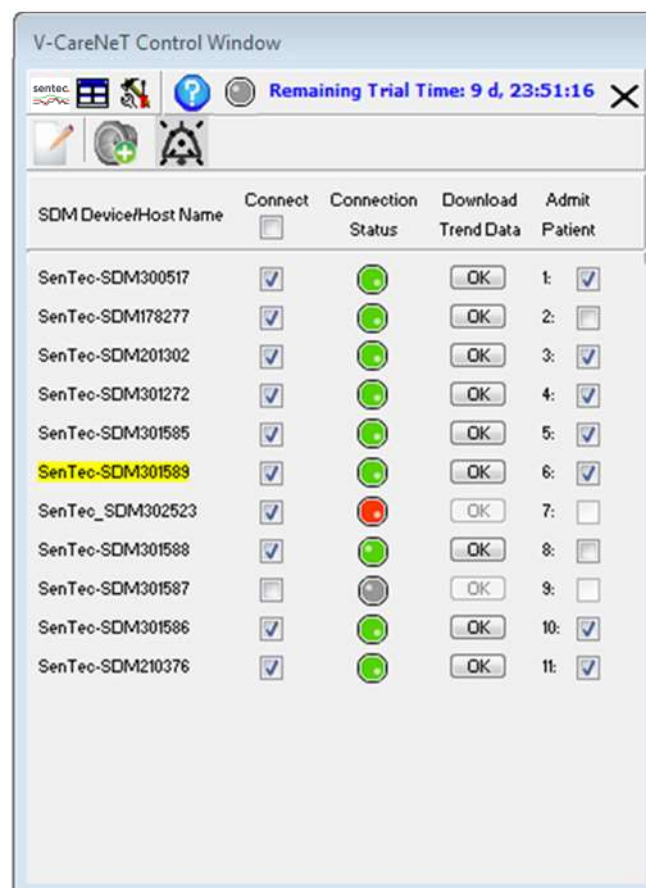 V-CareNeT Control Window
sentec
? Remaining Trial Time: 9 d, 23:51:16
SDM Device/Host Name Connect Connection Status Download Trend Data Admit Patient
SenTec-SDM300517 OK 1:
SenTec-SDM178277 OK 2:
SenTec-SDM201302 OK 3:
SenTec-SDM301272 OK 4:
SenTec-SDM301585 OK 5:
SenTec-SDM301589 OK 6:
SenTec_SDM302523 OK 7:
SenTec-SDM301588 OK 8:
SenTec-SDM301587 OK 9:
SenTec-SDM301586 OK 10:
SenTec-SDM210376 OK 11: